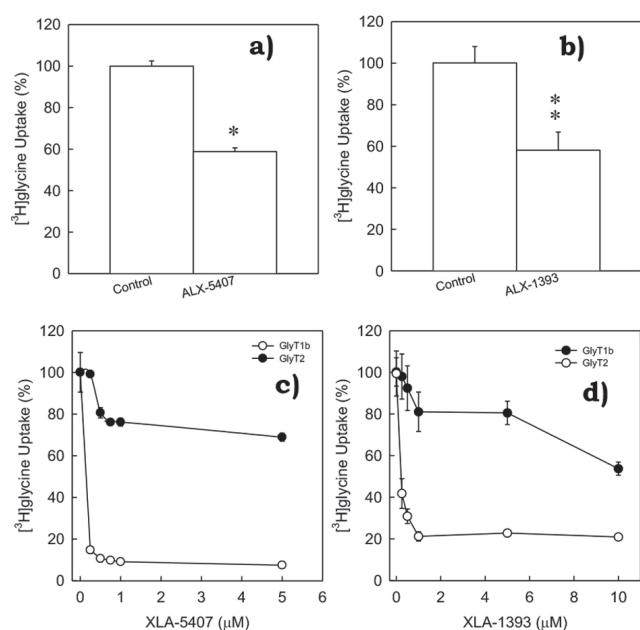 a)
[³H]glycine Uptake (%)
120
100
80
60
40
20
0
*
Control
ALX-5407
b)
[³H]glycine Uptake (%)
120
100
80
60
40
20
0
*
*
Control
ALX-1393
c)
[³H]glycine Uptake (%)
120
100
80
60
40
20
0
GlyT1b
GlyT2
0 1 2 3 4 5 6
XLA-5407 (μM)
d)
[³H]glycine Uptake (%)
120
100
80
60
40
20
0
GlyT1b
GlyT2
0 2 4 6 8 10
XLA-1393 (μM)